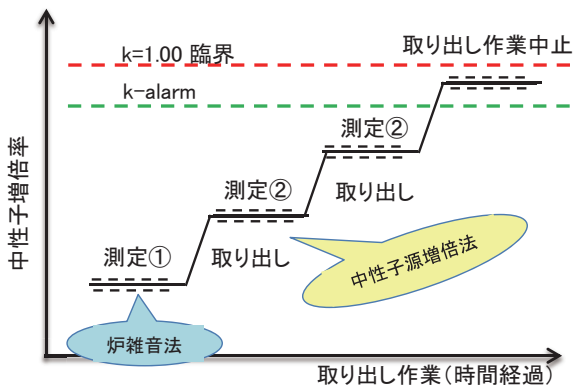 取り出し作業中止
k=1.00 臨界
k-alarm
測定②
取り出し
測定②
取り出し
測定①
中性子源増倍法
炉雑音法
中性子増倍率
取り出し作業(時間経過)